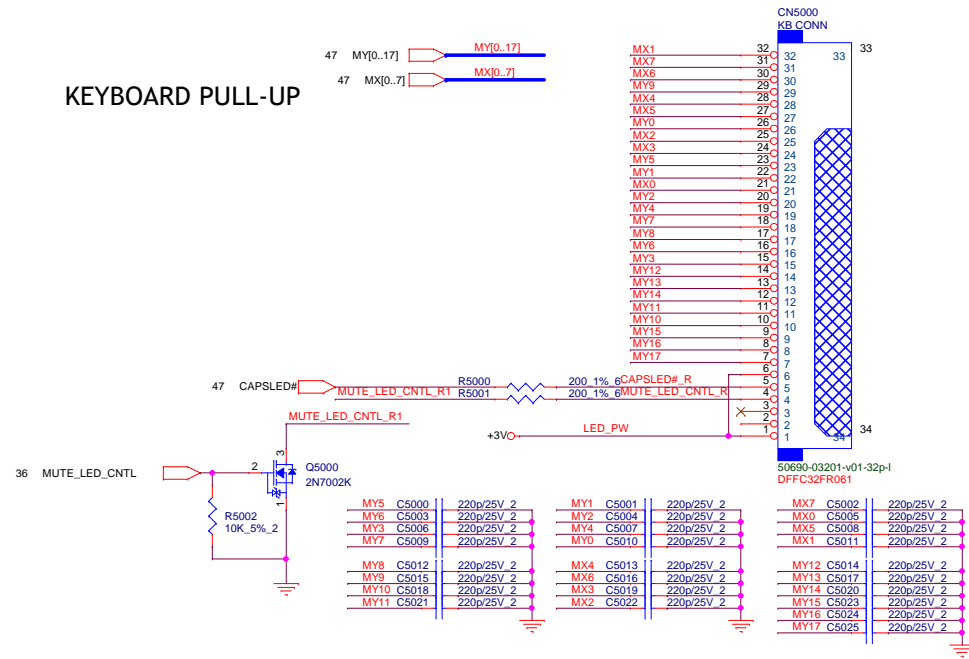 CN5000
KB CONN
47 MY[0..17] MY[0..17]
47 MX[0..7] MX[0..7]
KEYBOARD PULL-UP
33
33
MX1 32 32
MX7 31 31
MX6 30 30
MY9 29 29
MX4 28 28
MX5 27 27
MY0 26 26
MX2 25 25
MX3 24 24
MY5 23 23
MY1 22 22
MX0 21 21
MY2 20 20
MY4 19 19
MY7 18 18
MY8 17 17
MY6 16 16
MY3 15 15
MY12 14 14
MY13 13 13
MY14 12 12
MY11 11 11
MY10 10 10
MY15 9 9
MY16 8 8
MY17 7 7
6 6
47 CAPSLED# R5000 200_1%_6 CAPSLED#_R 5 5
MUTE_LED_CNTL_R1 R5001 200_1%_6 MUTE_LED_CNTL_R 4 4
3 3
2 2
+3V LED_PW 1 1
34
34
50690-03201-v01-32p-l
DFFC32FR061
MUTE_LED_CNTL_R1
36 MUTE_LED_CNTL 2 3 1
Q5000
2N7002K
R5002
10K_5%_2
MY5 C5000 220p/25V_2
MY6 C5003 220p/25V_2
MY3 C5006 220p/25V_2
MY7 C5009 220p/25V_2
MY8 C5012 220p/25V_2
MY9 C5015 220p/25V_2
MY10 C5018 220p/25V_2
MY11 C5021 220p/25V_2
MY1 C5001 220p/25V_2
MY2 C5004 220p/25V_2
MY4 C5007 220p/25V_2
MY0 C5010 220p/25V_2
MX4 C5013 220p/25V_2
MX6 C5016 220p/25V_2
MX3 C5019 220p/25V_2
MX2 C5022 220p/25V_2
MX7 C5002 220p/25V_2
MX0 C5005 220p/25V_2
MX5 C5008 220p/25V_2
MX1 C5011 220p/25V_2
MY12 C5014 220p/25V_2
MY13 C5017 220p/25V_2
MY14 C5020 220p/25V_2
MY15 C5023 220p/25V_2
MY16 C5024 220p/25V_2
MY17 C5025 220p/25V_2